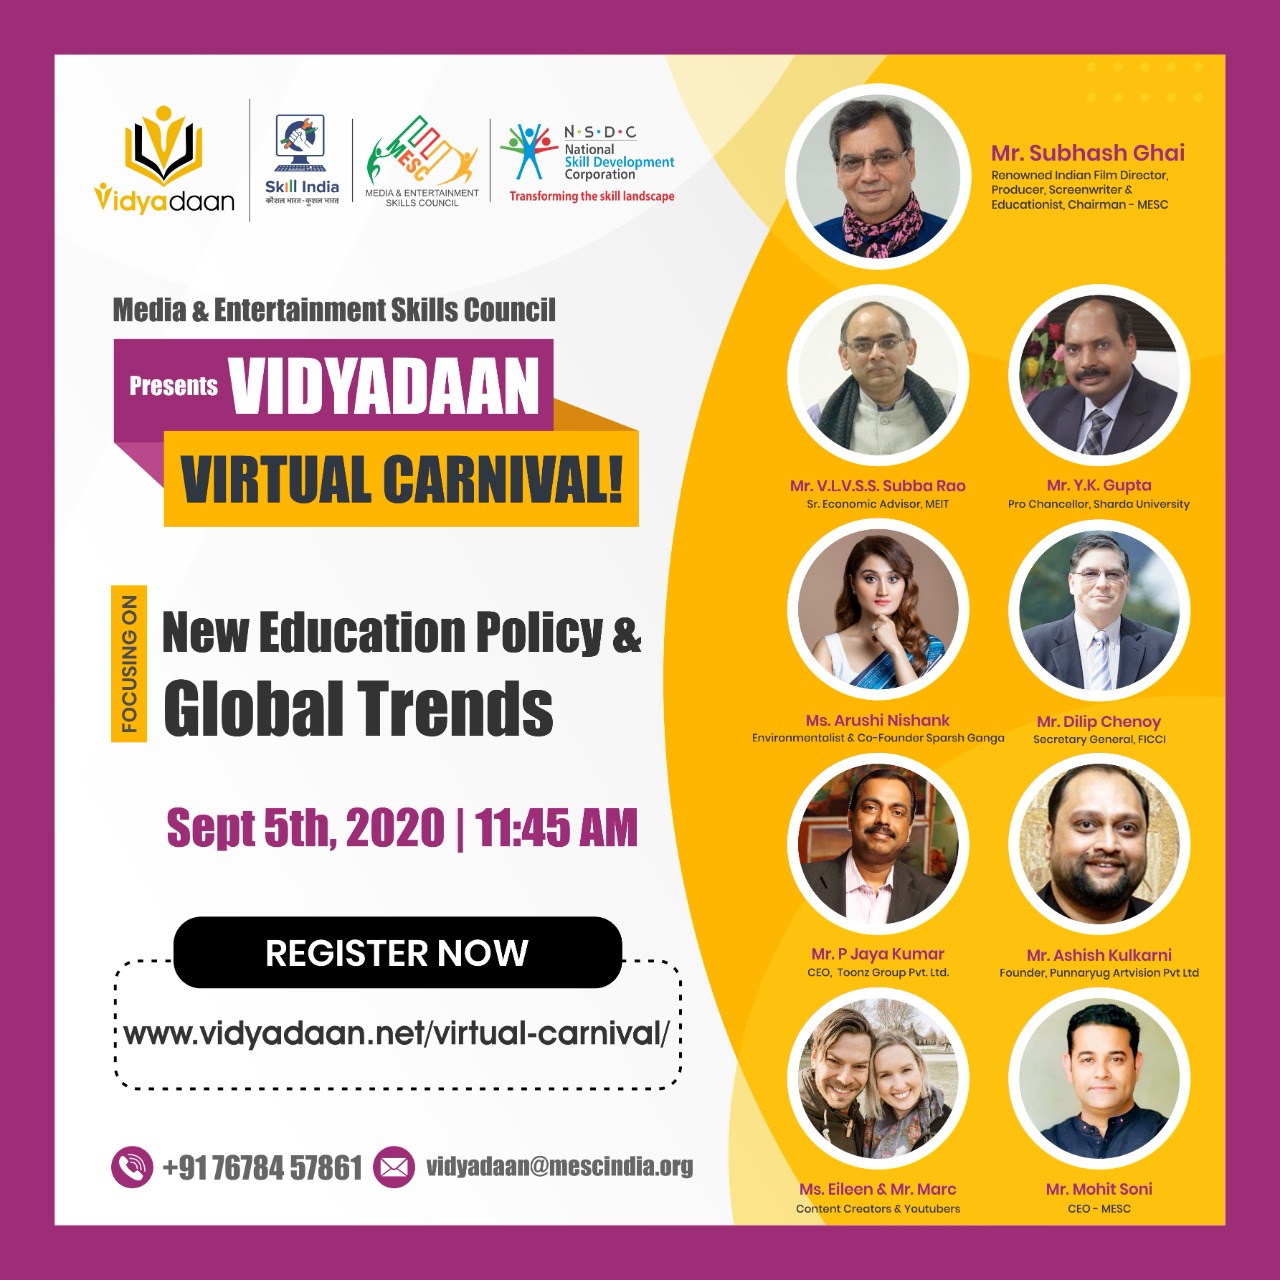 Vidyadaan
Skill India
कौशल भारत-कुशल भारत
MESC
MEDIA & ENTERTAINMENT
SKILLS COUNCIL
N·S·D·C
National
Skill Development
Corporation
Transforming the skill landscape
Media & Entertainment Skills Council
Presents VIDYADAAN
VIRTUAL CARNIVAL!
FOCUSING ON
New Education Policy &
Global Trends
Sept 5th, 2020 | 11:45 AM
REGISTER NOW
www.vidyadaan.net/virtual-carnival/
+91 76784 57861
vidyadaan@mescindia.org
Mr. Subhash Ghai
Renowned Indian Film Director,
Producer, Screenwriter &
Educationist, Chairman - MESC
Mr. V.L.V.S.S. Subba Rao
Sr. Economic Advisor, MEIT
Mr. Y.K. Gupta
Pro Chancellor, Sharda University
Ms. Arushi Nishank
Environmentalist & Co-Founder Sparsh Ganga
Mr. Dilip Chenoy
Secretary General, FICCI
Mr. P Jaya Kumar
CEO, Toonz Group Pvt. Ltd.
Mr. Ashish Kulkarni
Founder, Punnaryug Artvision Pvt Ltd
Ms. Eileen & Mr. Marc
Content Creators & Youtubers
Mr. Mohit Soni
CEO - MESC